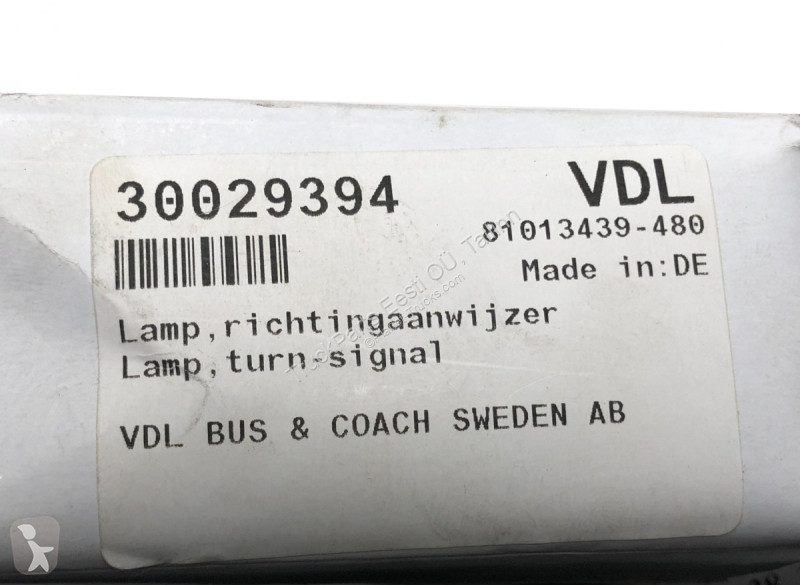 30029394
VDL
81013439-480
Made in:DE
Lamp,richtingaanwijzer
Lamp,turn-signal
VDL BUS & COACH SWEDEN AB